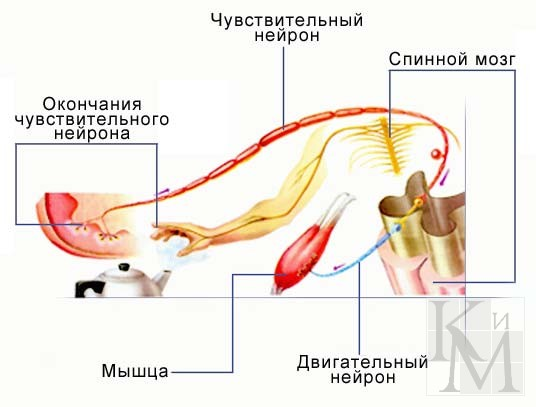 Чувствительный
нейрон
Спинной мозг
Окончания
чувствительного
нейрона
Мышца
Двигательный
нейрон
К и
М